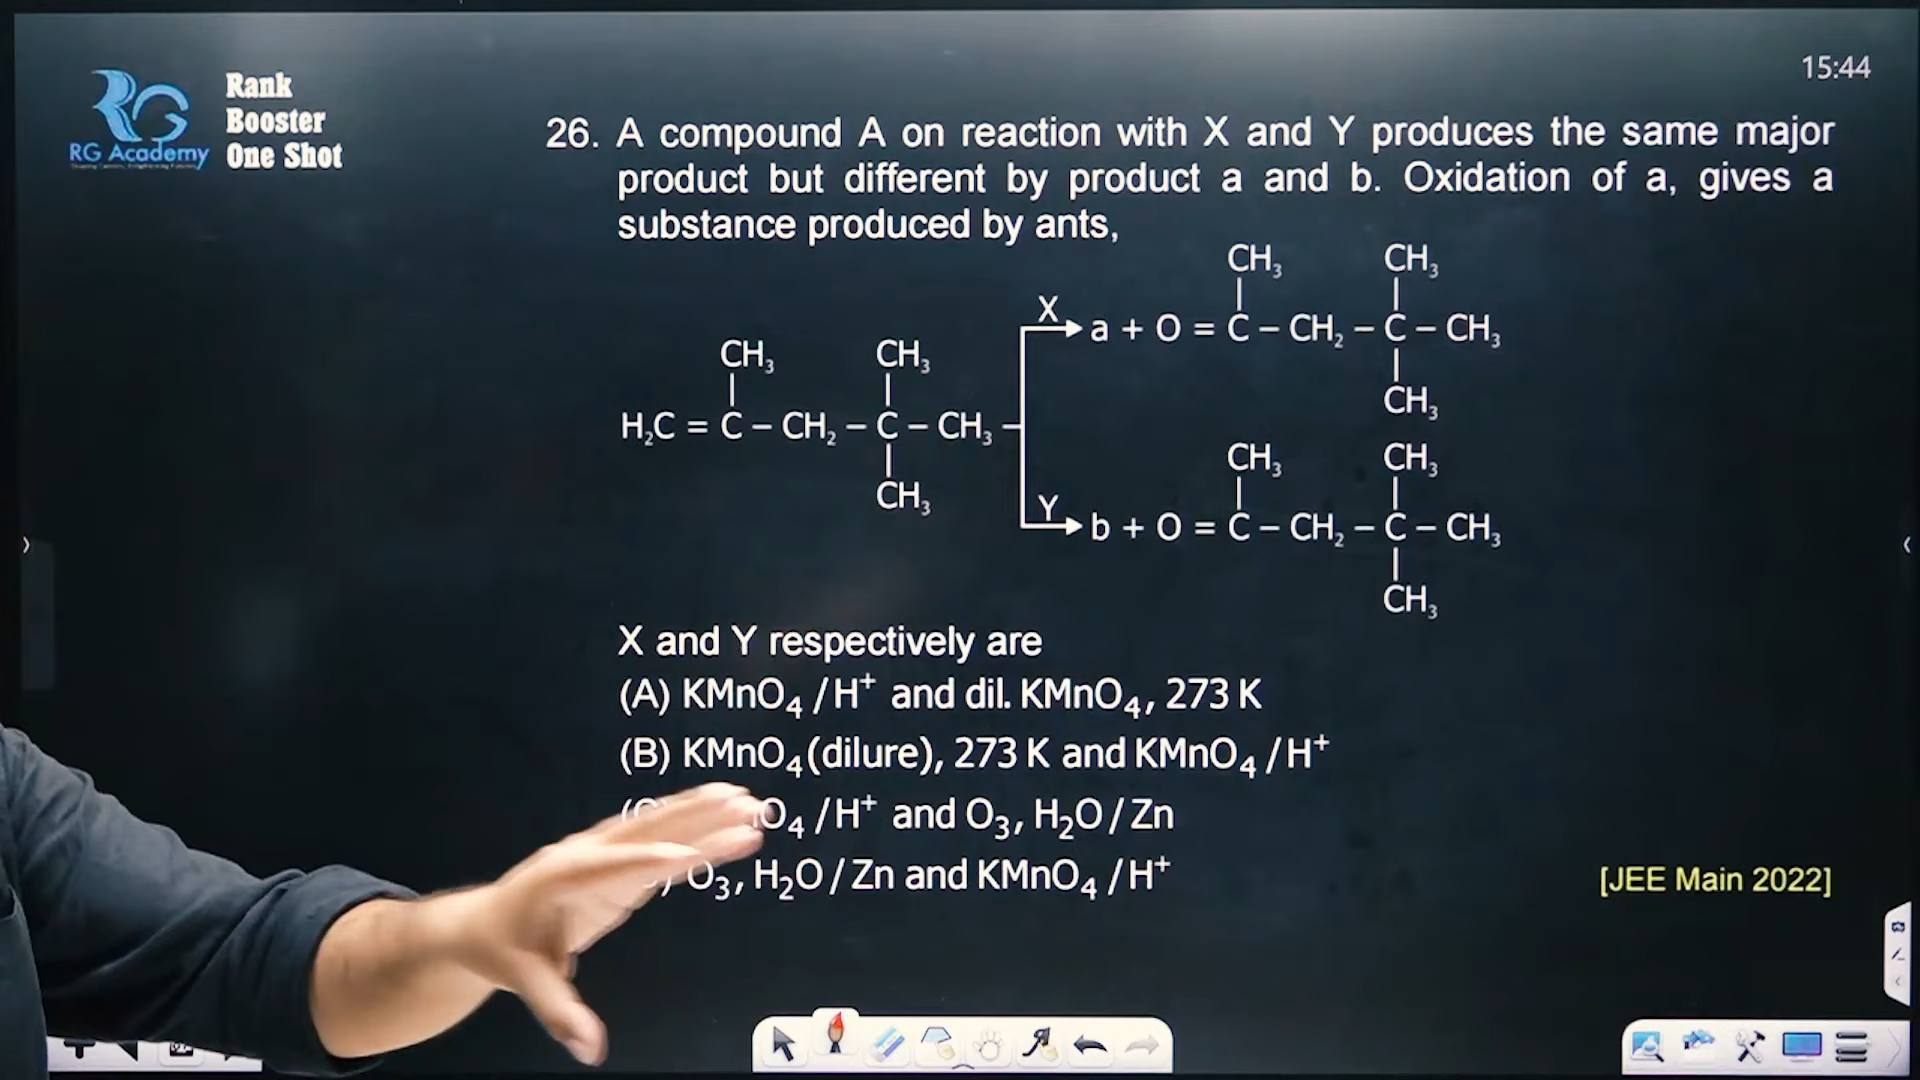 RG Academy
Rank
Booster
One Shot
15:44
26. A compound A on reaction with X and Y produces the same major
product but different by product a and b. Oxidation of a, gives a
substance produced by ants,
CH₃ CH₃
X
a + O = C – CH₂ – C – CH₃
CH₃
CH₃ CH₃
H₂C = C – CH₂ – C – CH₃
CH₃
CH₃ CH₃
Y
b + O = C – CH₂ – C – CH₃
CH₃
X and Y respectively are
(A) KMnO₄ /H⁺ and dil. KMnO₄, 273 K
(B) KMnO₄(dilure), 273 K and KMnO₄ /H⁺
O₄ /H⁺ and O₃, H₂O/Zn
O₃, H₂O/Zn and KMnO₄ /H⁺
[JEE Main 2022]